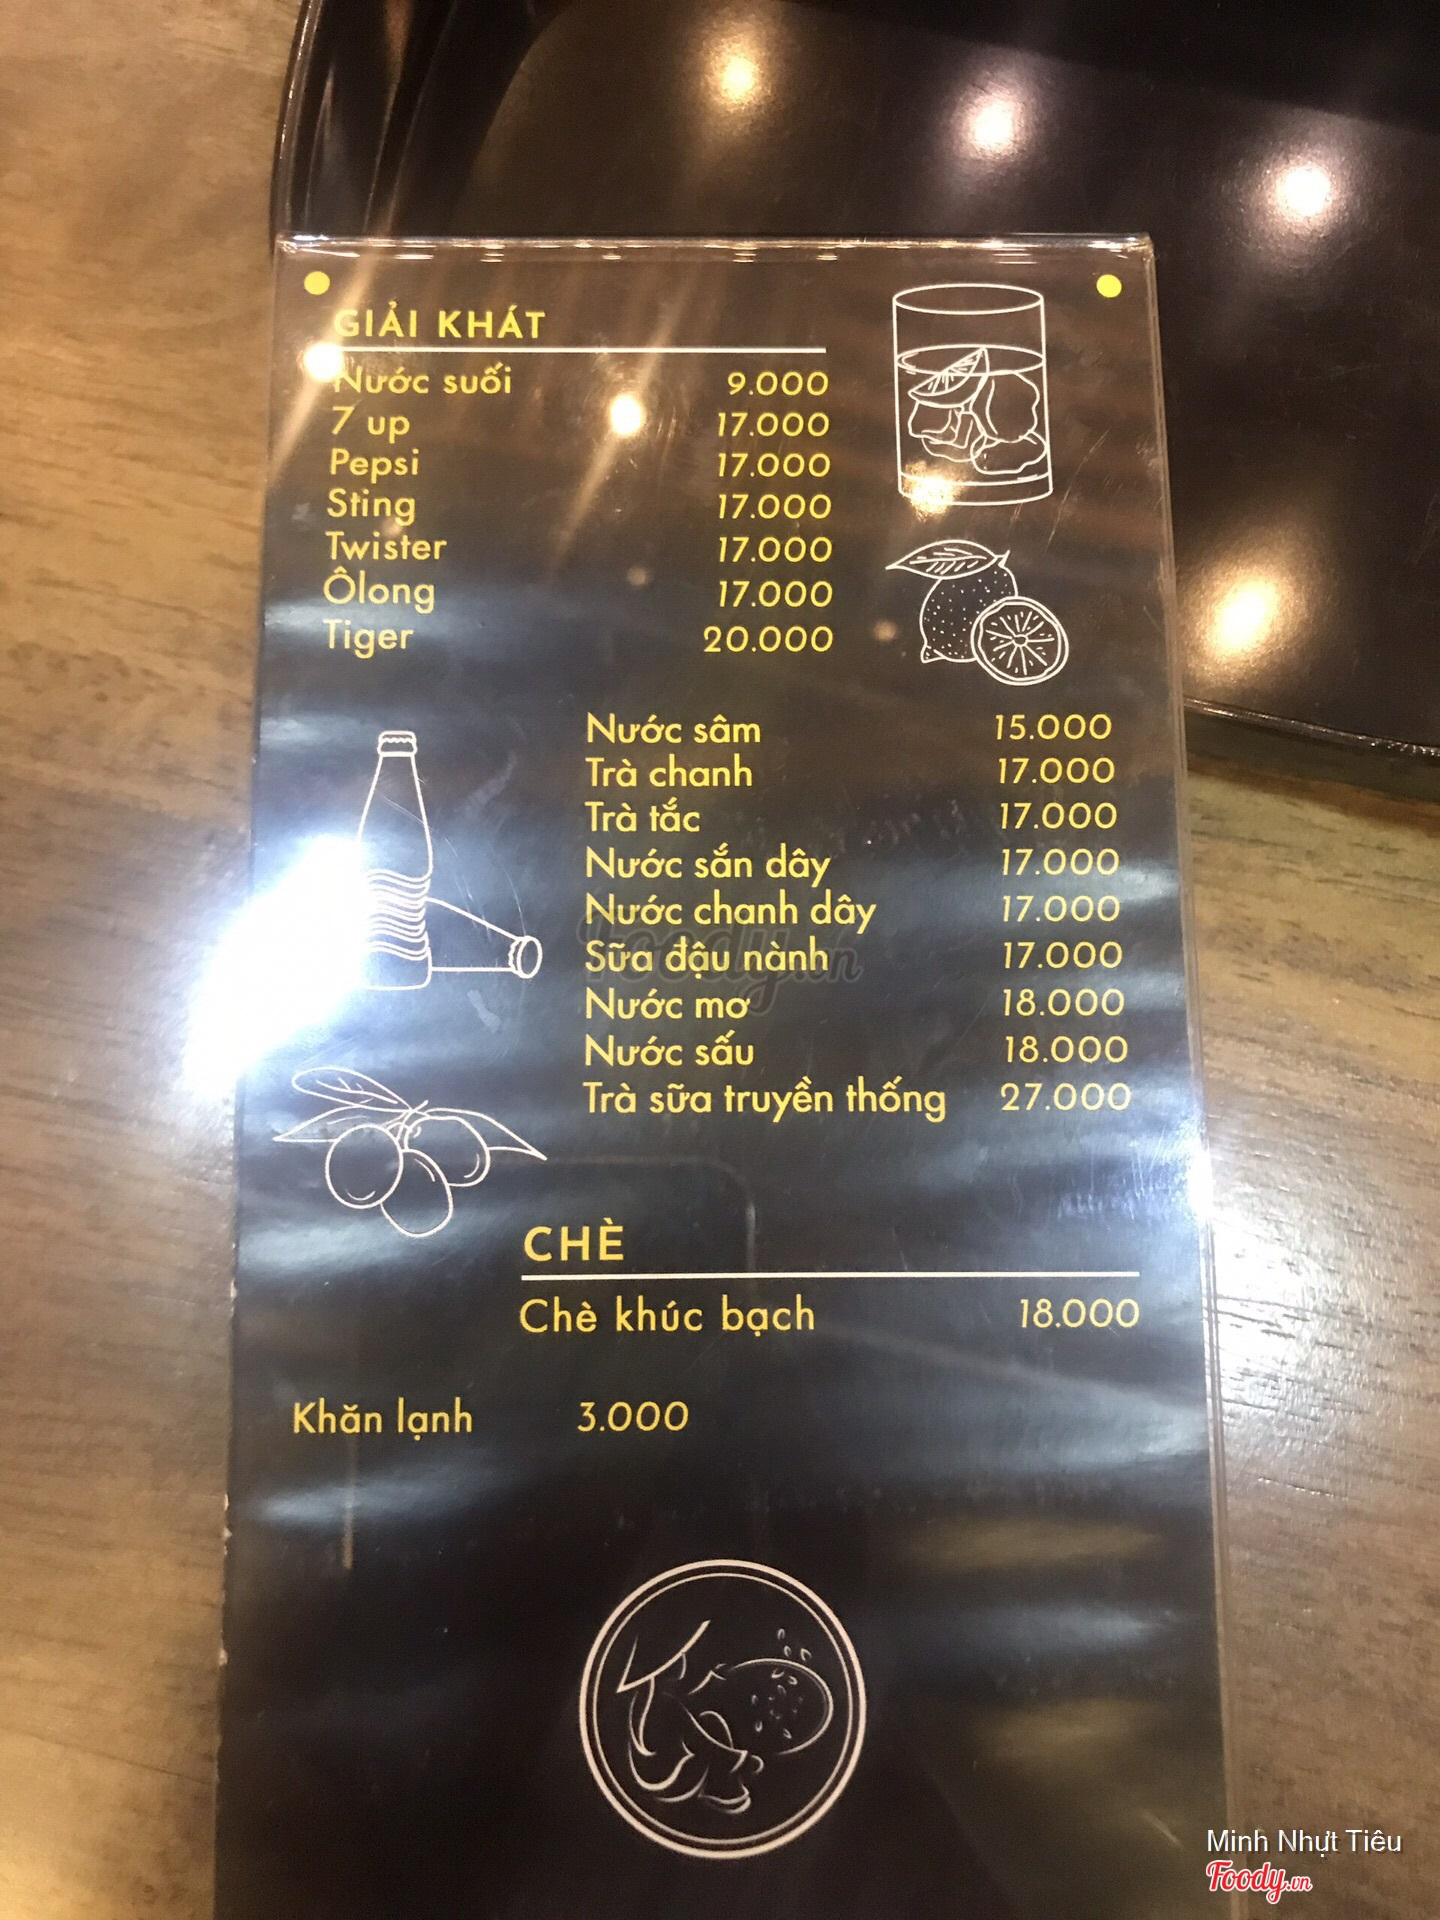 GIẢI KHÁT
Nước suối 9.000
7 up 17.000
Pepsi 17.000
Sting 17.000
Twister 17.000
Ôlong 17.000
Tiger 20.000
Nước sâm 15.000
Trà chanh 17.000
Trà tắc 17.000
Nước sắn dây 17.000
Nước chanh dây 17.000
Sữa đậu nành 17.000
Nước mơ 18.000
Nước sấu 18.000
Trà sữa truyền thống 27.000
CHÈ
Chè khúc bạch 18.000
Khăn lạnh 3.000
Foody.vn
Minh Nhựt Tiêu
Foody.vn